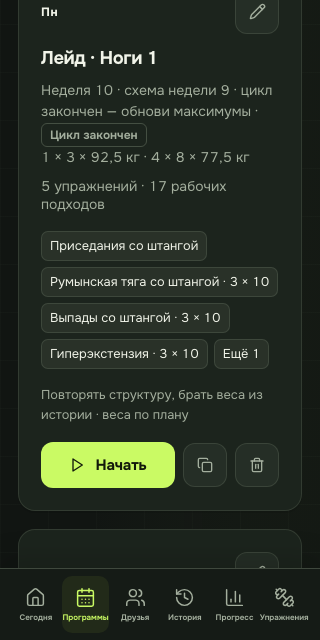 Пн
Лейд · Ноги 1
Неделя 10 · схема недели 9 · цикл
закончен — обнови максимумы ·
Цикл закончен
1 × 3 × 92,5 кг · 4 × 8 × 77,5 кг
5 упражнений · 17 рабочих
подходов
Приседания со штангой
Румынская тяга со штангой · 3 × 10
Выпады со штангой · 3 × 10
Гиперэкстензия · 3 × 10 Ещё 1
Повторять структуру, брать веса из
истории · веса по плану
Начать
Сегодня Программы Друзья История Прогресс Упражнения